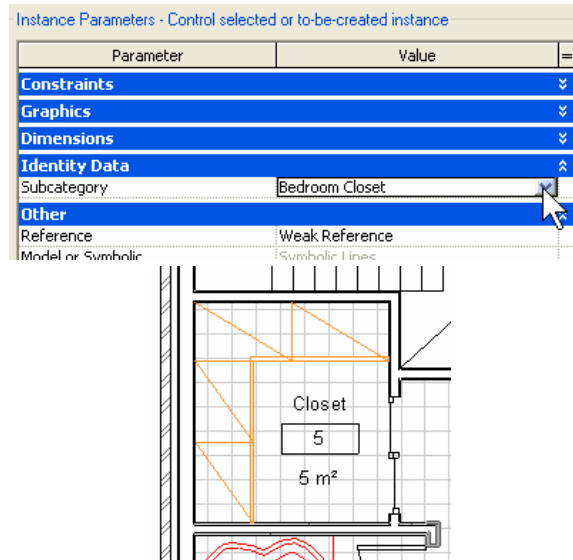 Instance Parameters - Control selected or to-be-created instance
Parameter Value =
Constraints
Graphics
Dimensions
Identity Data
Subcategory Bedroom Closet
Other
Reference Weak Reference
Model or Symbolic Symbolic Lines
Closet
5
5 m²